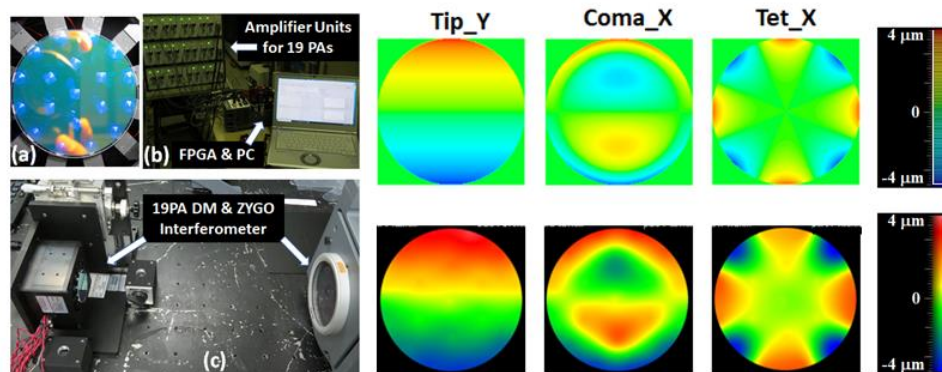 Amplifier Units
for 19 PAs
(a)
(b)
FPGA & PC
19PA DM & ZYGO
Interferometer
(c)
Tip_Y
Coma_X
Tet_X
4 µm
0
-4 µm
4 µm
0
-4 µm